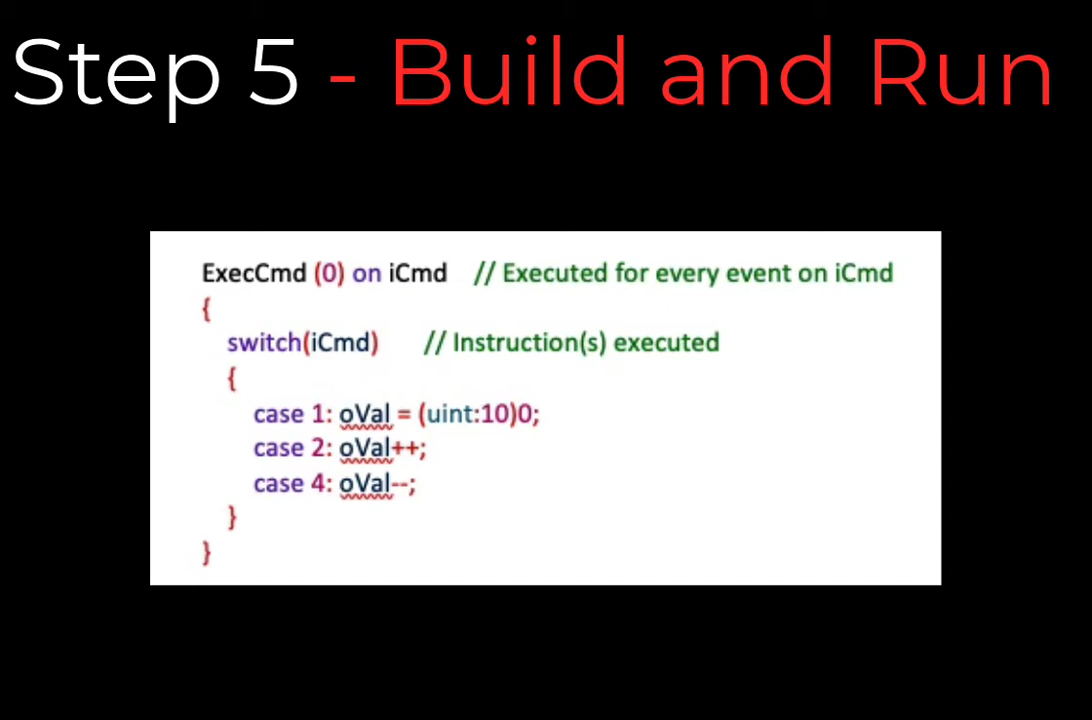 Step 5 - Build and Run
ExecCmd (0) on iCmd // Executed for every event on iCmd
{
switch(iCmd) // Instruction(s) executed
{
case 1: oVal = (uint:10)0;
case 2: oVal++;
case 4: oVal--;
}
}